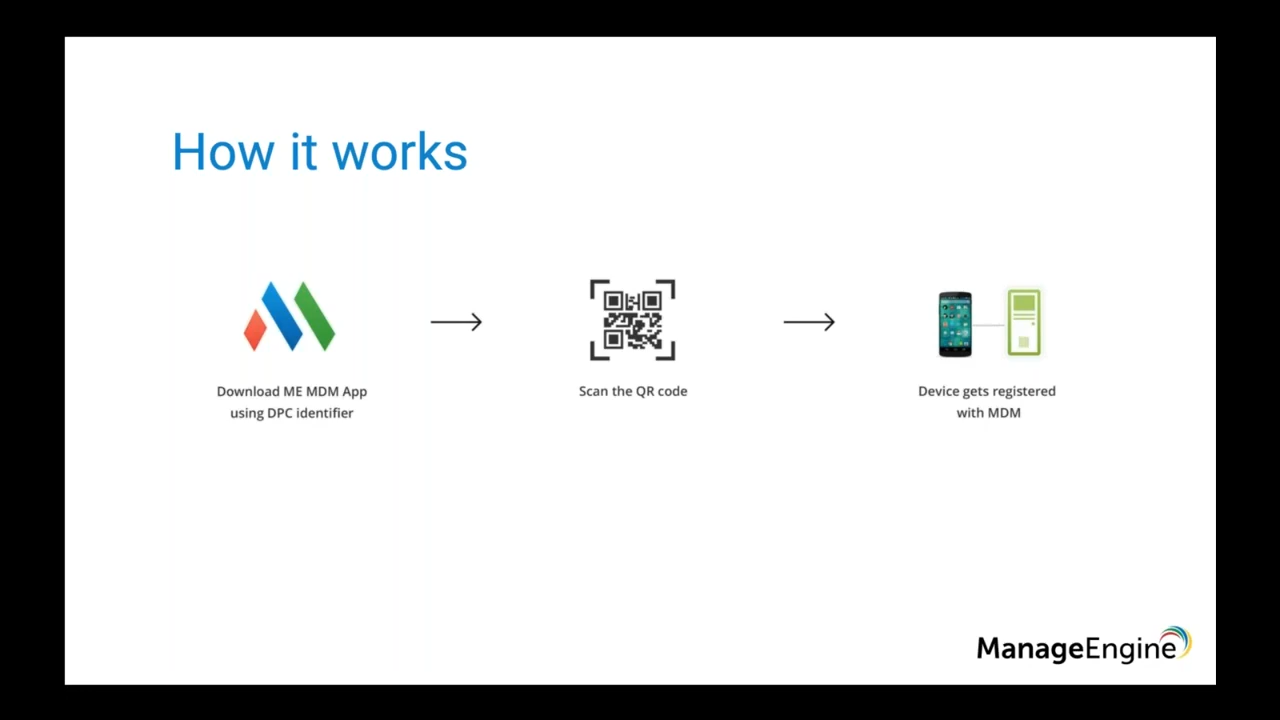 How it works
Download ME MDM App
using DPC identifier
Scan the QR code
Device gets registered
with MDM
ManageEngine